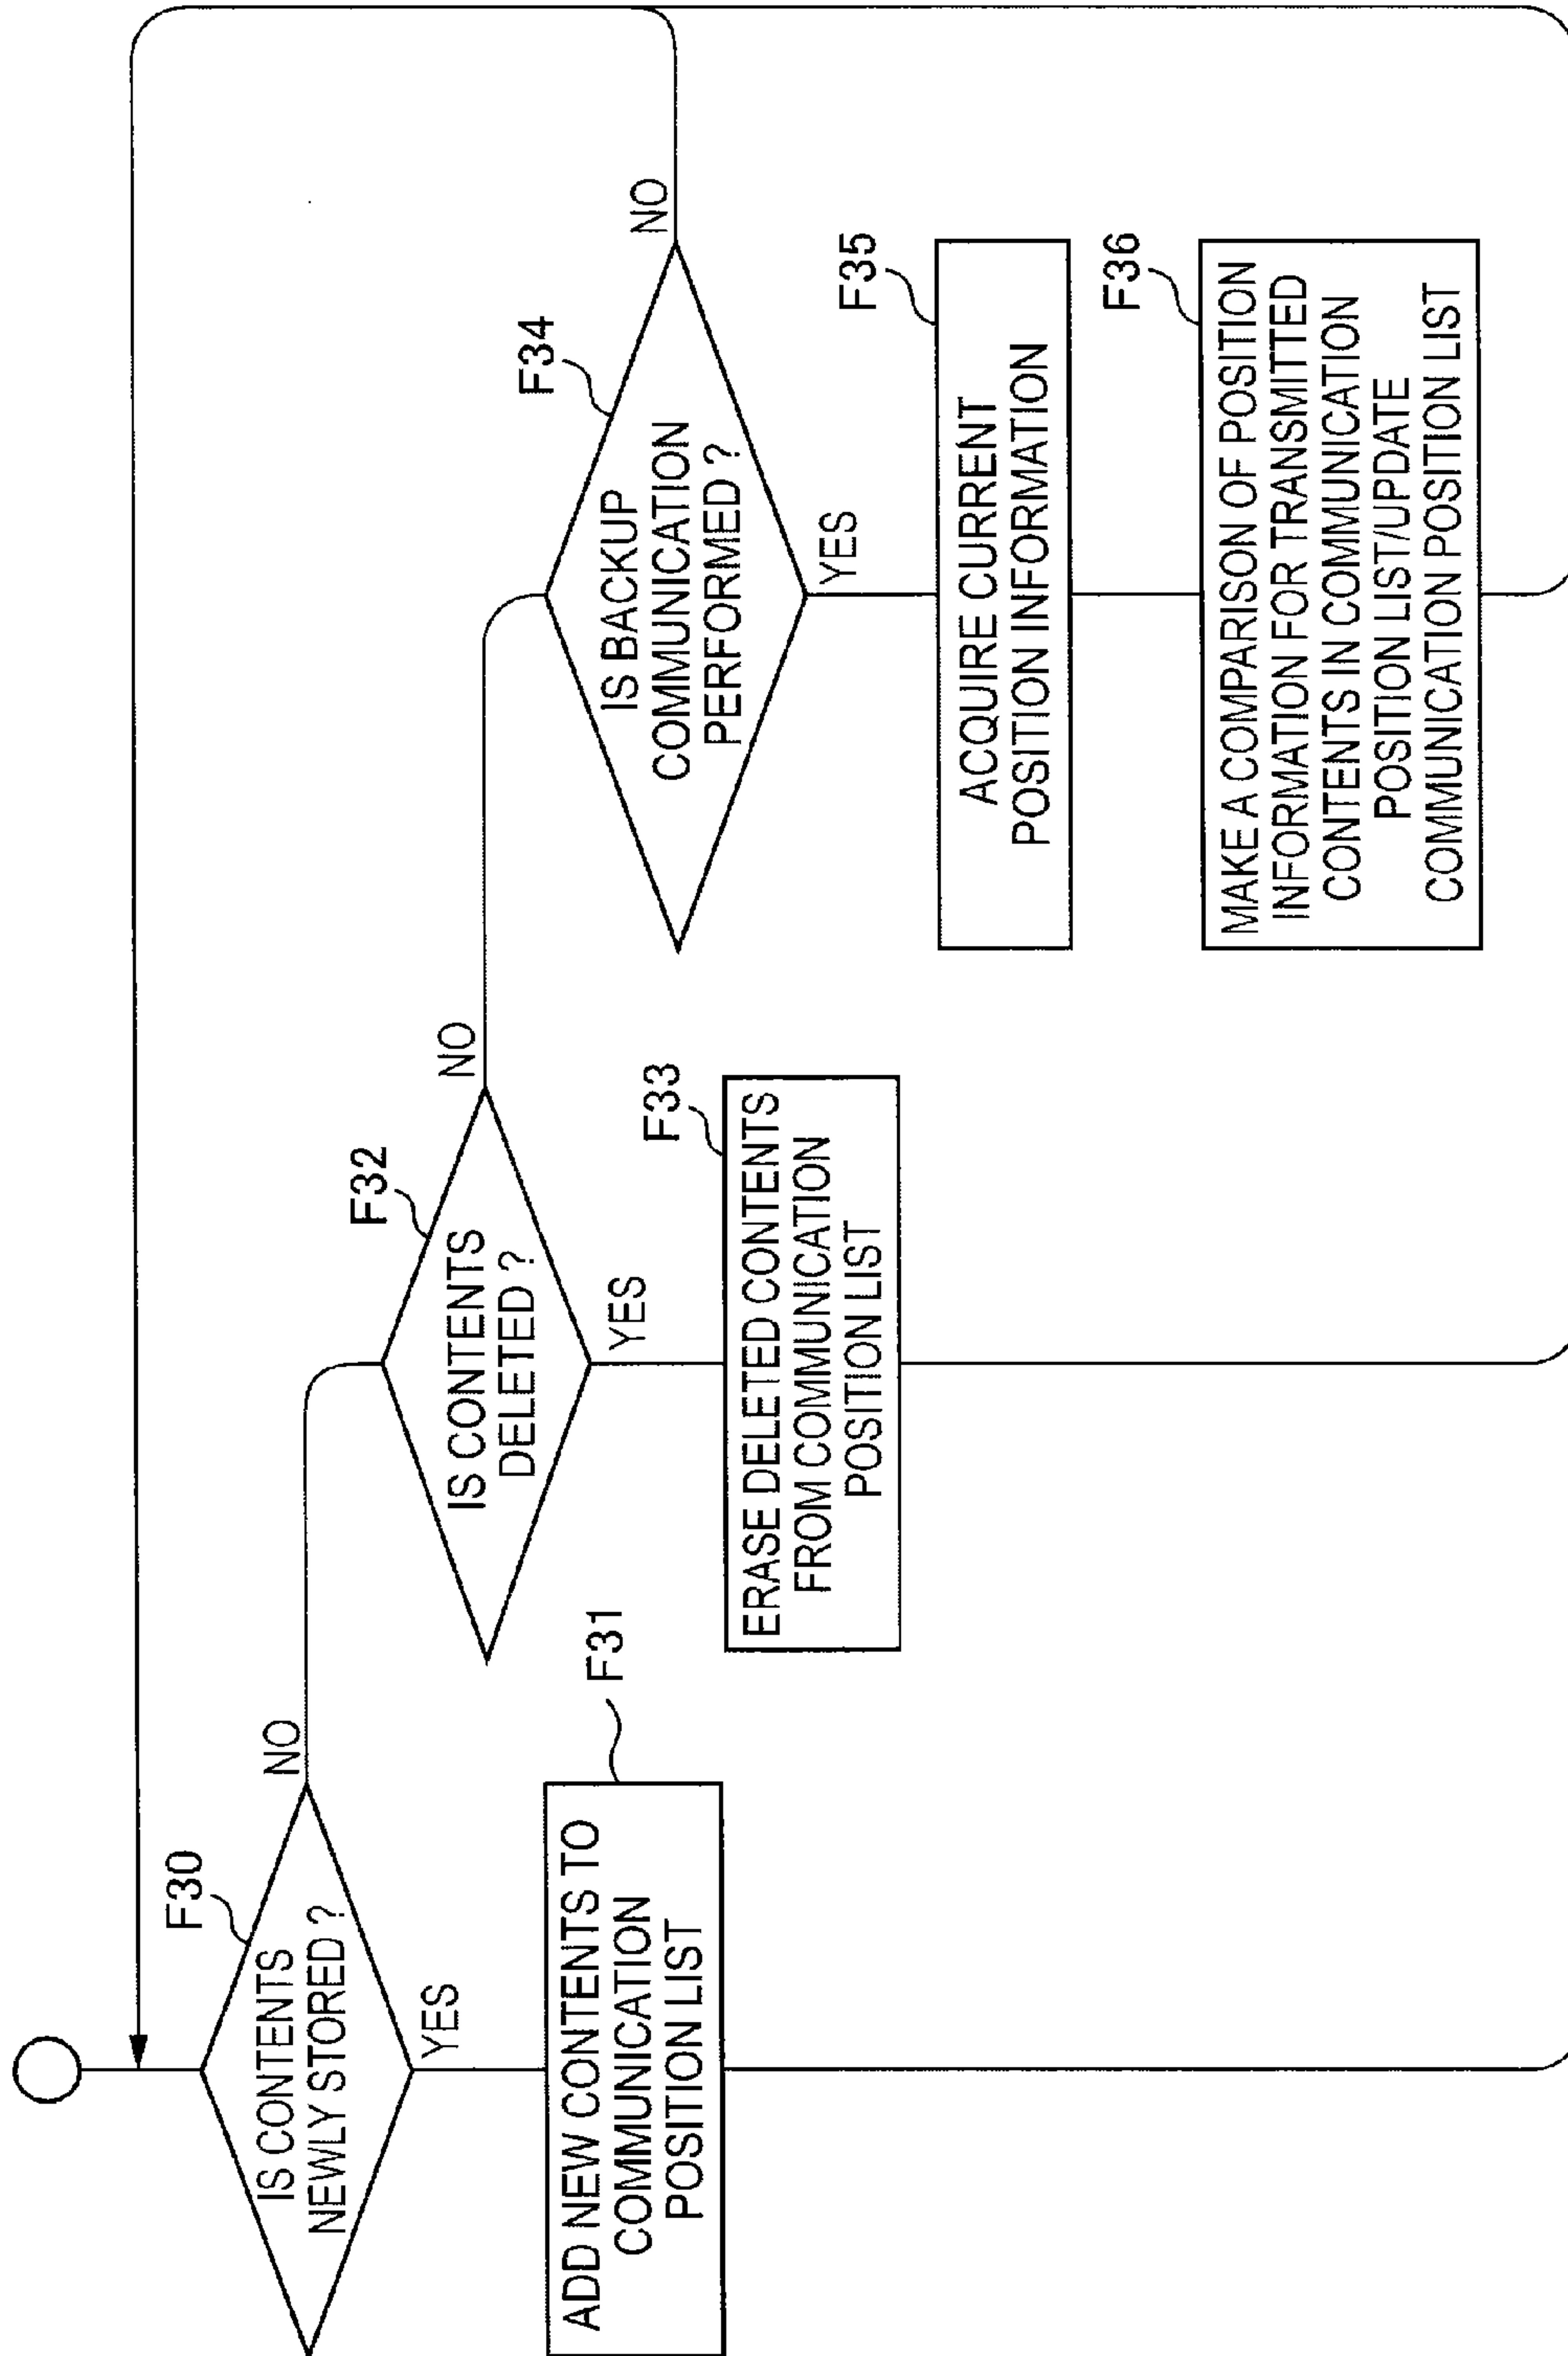 F30
IS CONTENTS
NEWLY STORED ?
NO
YES
F31
ADD NEW CONTENTS TO
COMMUNICATION
POSITION LIST
F32
IS CONTENTS
DELETED ?
NO
YES
F33
ERASE DELETED CONTENTS
FROM COMMUNICATION
POSITION LIST
F34
IS BACKUP
COMMUNICATION
PERFORMED ?
NO
YES
F35
ACQUIRE CURRENT
POSITION INFORMATION
F36
MAKE A COMPARISON OF POSITION
INFORMATION FOR TRANSMITTED
CONTENTS IN COMMUNICATION
POSITION LIST/UPDATE
COMMUNICATION POSITION LIST